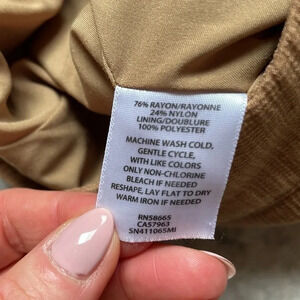 76% RAYON/RAYONNE
24% NYLON
LINING/DOUBLURE
100% POLYESTER
MACHINE WASH COLD,
GENTLE CYCLE,
WITH LIKE COLORS
ONLY NON-CHLORINE
BLEACH IF NEEDED
RESHAPE, LAY FLAT TO DRY
WARM IRON IF NEEDED
RN58665
CA57963
SN411065MJ